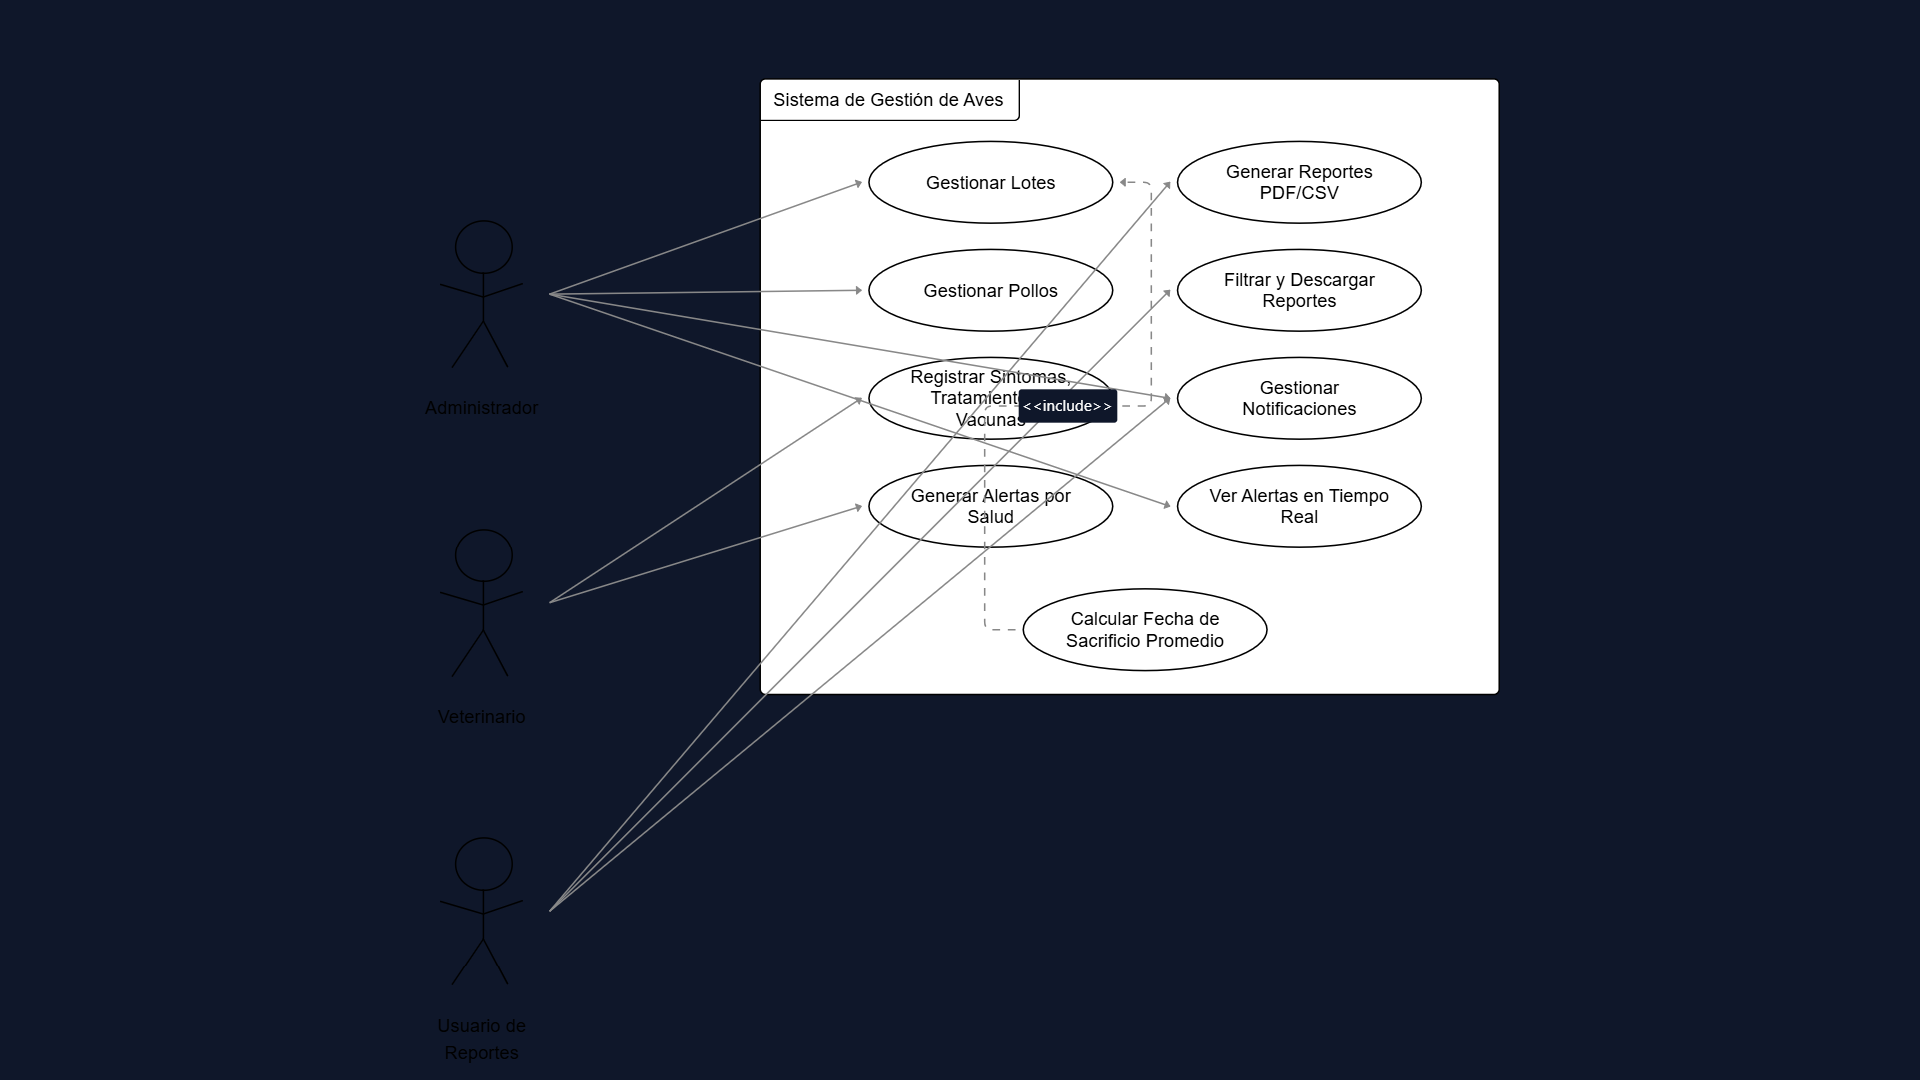 Sistema de Gestión de Aves
Gestionar Lotes
Generar Reportes
PDF/CSV
Gestionar Pollos
Filtrar y Descargar
Reportes
Registrar Síntomas,
Vacunas
<<include>>
Gestionar
Notificaciones
Generar Alertas por
Salud
Ver Alertas en Tiempo
Real
Calcular Fecha de
Sacrificio Promedio
Administrador
Veterinario
Usuario de
Reportes